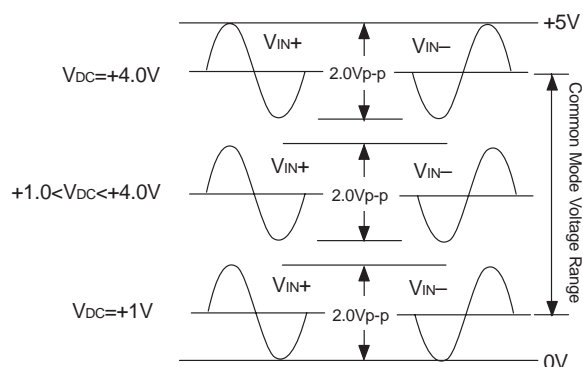 +5V
VIN+
VIN–
VDC=+4.0V
2.0Vp-p
VIN+
VIN–
+1.0<VDC<+4.0V
2.0Vp-p
VIN+
VIN–
VDC=+1V
2.0Vp-p
0V
Common Mode Voltage Range